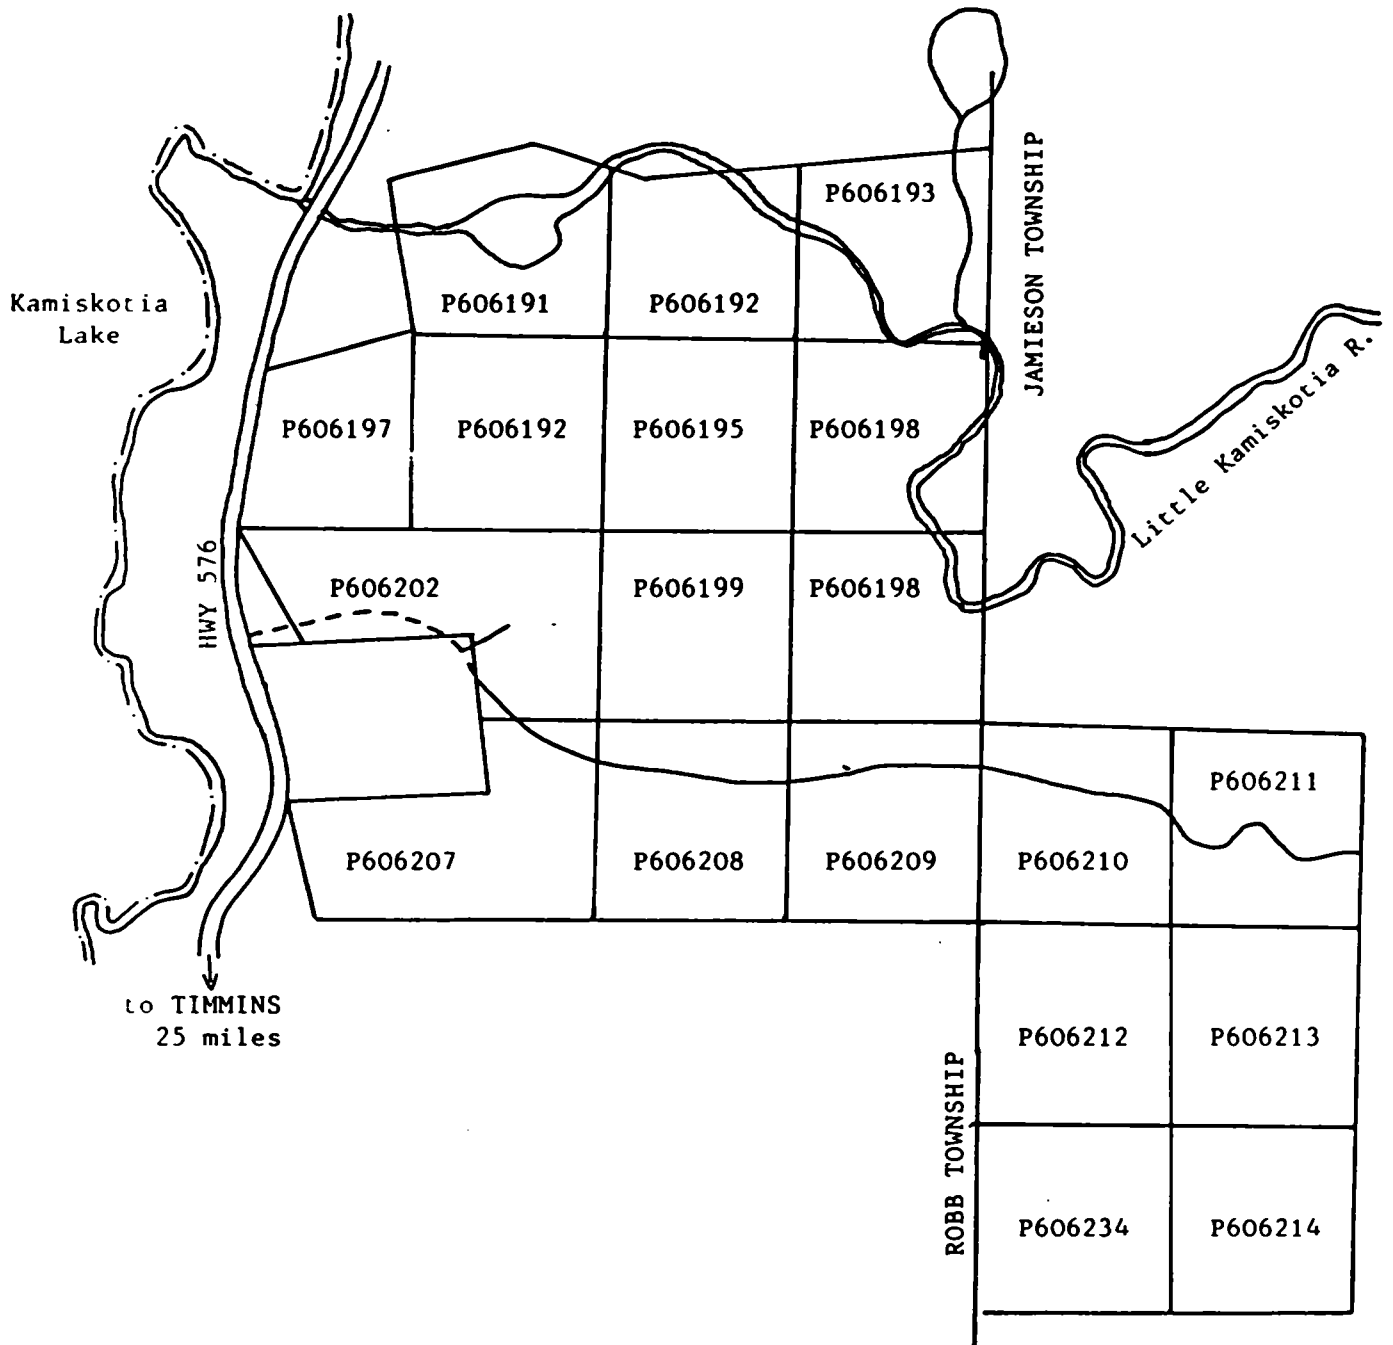 P606193
JAMIESON TOWNSHIP
Kamiskotia
Lake
P606191
P606192
Little Kamiskotia R.
P606197
P606192
P606195
P606198
HWY 576
P606202
P606199
P606198
P606211
P606207
P606208
P606209
P606210
to TIMMINS
25 miles
P606212
P606213
ROBB TOWNSHIP
P606234
P606214